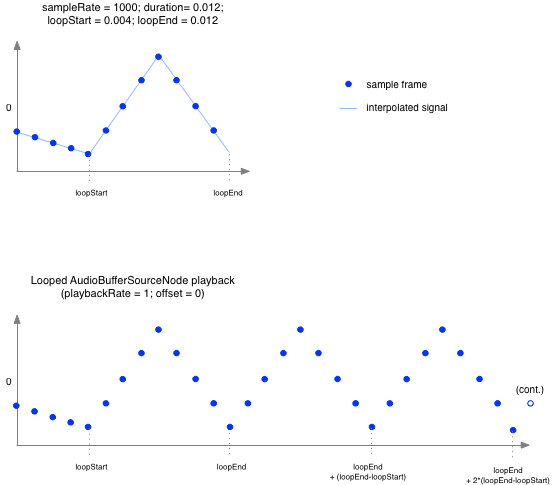 sampleRate = 1000; duration= 0.012;
loopStart = 0.004; loopEnd = 0.012
0
sample frame
interpolated signal
loopStart
loopEnd
Looped AudioBufferSourceNode playback
(playbackRate = 1; offset = 0)
0
(cont.)
loopStart
loopEnd
loopEnd
+ (loopEnd-loopStart)
loopEnd
+ 2*(loopEnd-loopStart)